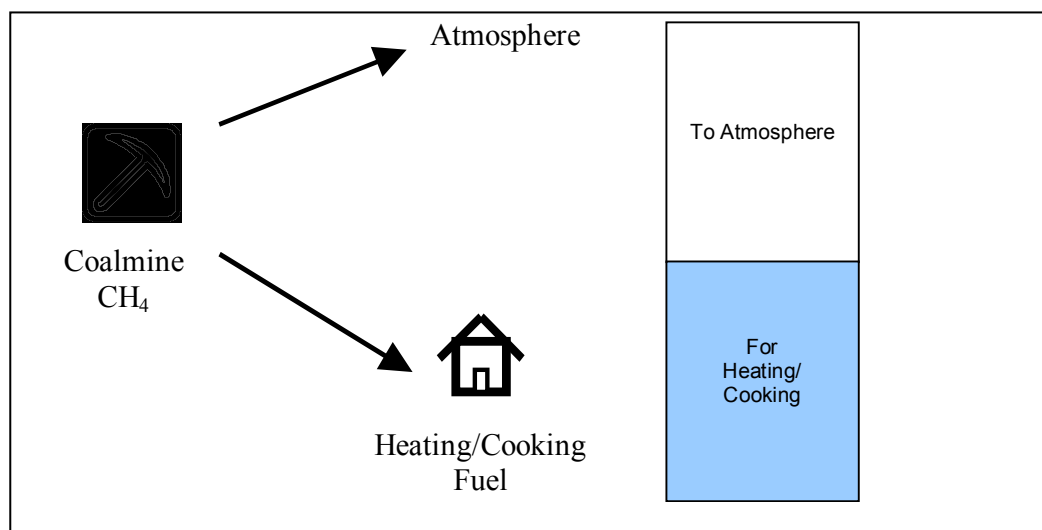 Atmosphere
To Atmosphere
Coalmine
CH₄
For
Heating/
Cooking
Heating/Cooking
Fuel